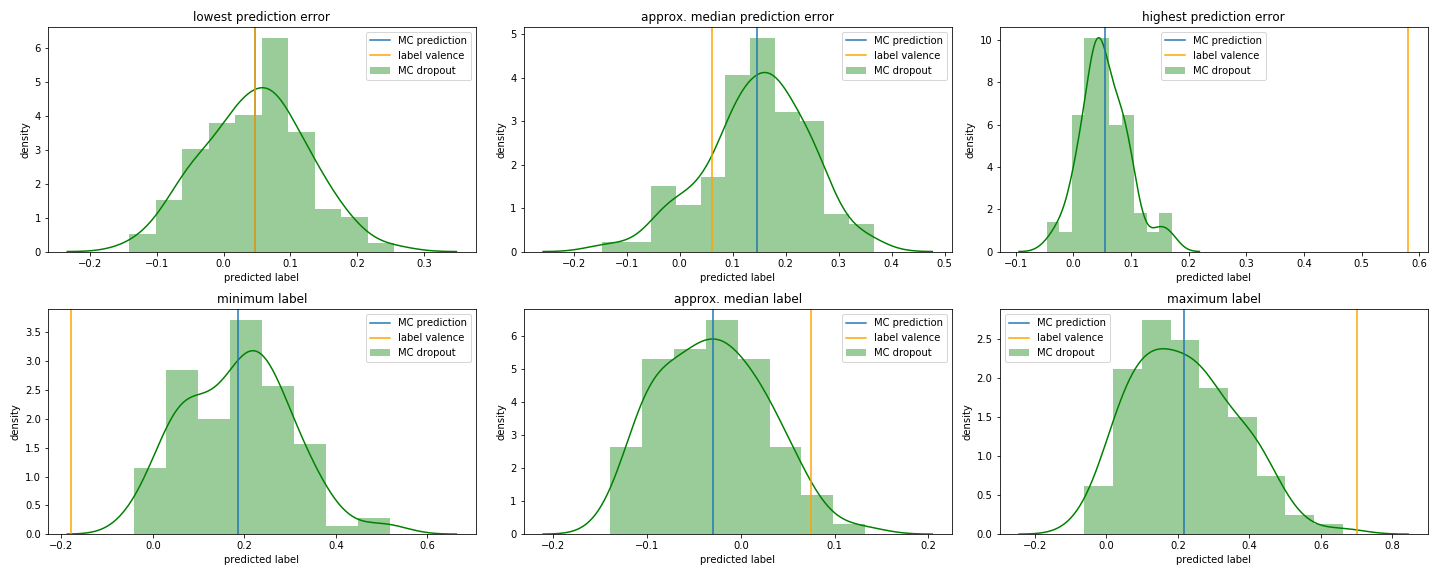 lowest prediction error
MC prediction
label valence
MC dropout
density
6
5
4
3
2
1
0
−0.2 −0.1 0.0 0.1 0.2 0.3
predicted label
approx. median prediction error
MC prediction
label valence
MC dropout
density
5
4
3
2
1
0
−0.2 −0.1 0.0 0.1 0.2 0.3 0.4 0.5
predicted label
highest prediction error
MC prediction
label valence
MC dropout
density
10
8
6
4
2
0
−0.1 0.0 0.1 0.2 0.3 0.4 0.5 0.6
predicted label
minimum label
MC prediction
label valence
MC dropout
density
3.5
3.0
2.5
2.0
1.5
1.0
0.5
0.0
−0.2 0.0 0.2 0.4 0.6
predicted label
approx. median label
MC prediction
label valence
MC dropout
density
6
5
4
3
2
1
0
−0.2 −0.1 0.0 0.1 0.2
predicted label
maximum label
MC prediction
label valence
MC dropout
density
2.5
2.0
1.5
1.0
0.5
0.0
−0.2 0.0 0.2 0.4 0.6 0.8
predicted label